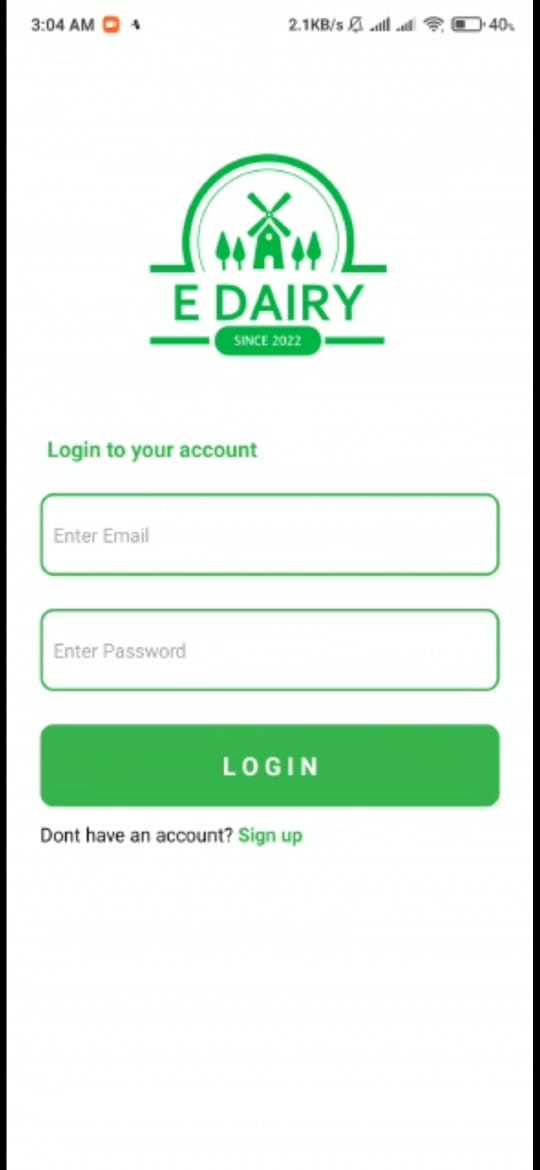 3:04 AM 2.1KB/s 40%
E DAIRY
SINCE 2022
Login to your account
Enter Email
Enter Password
LOGIN
Dont have an account? Sign up